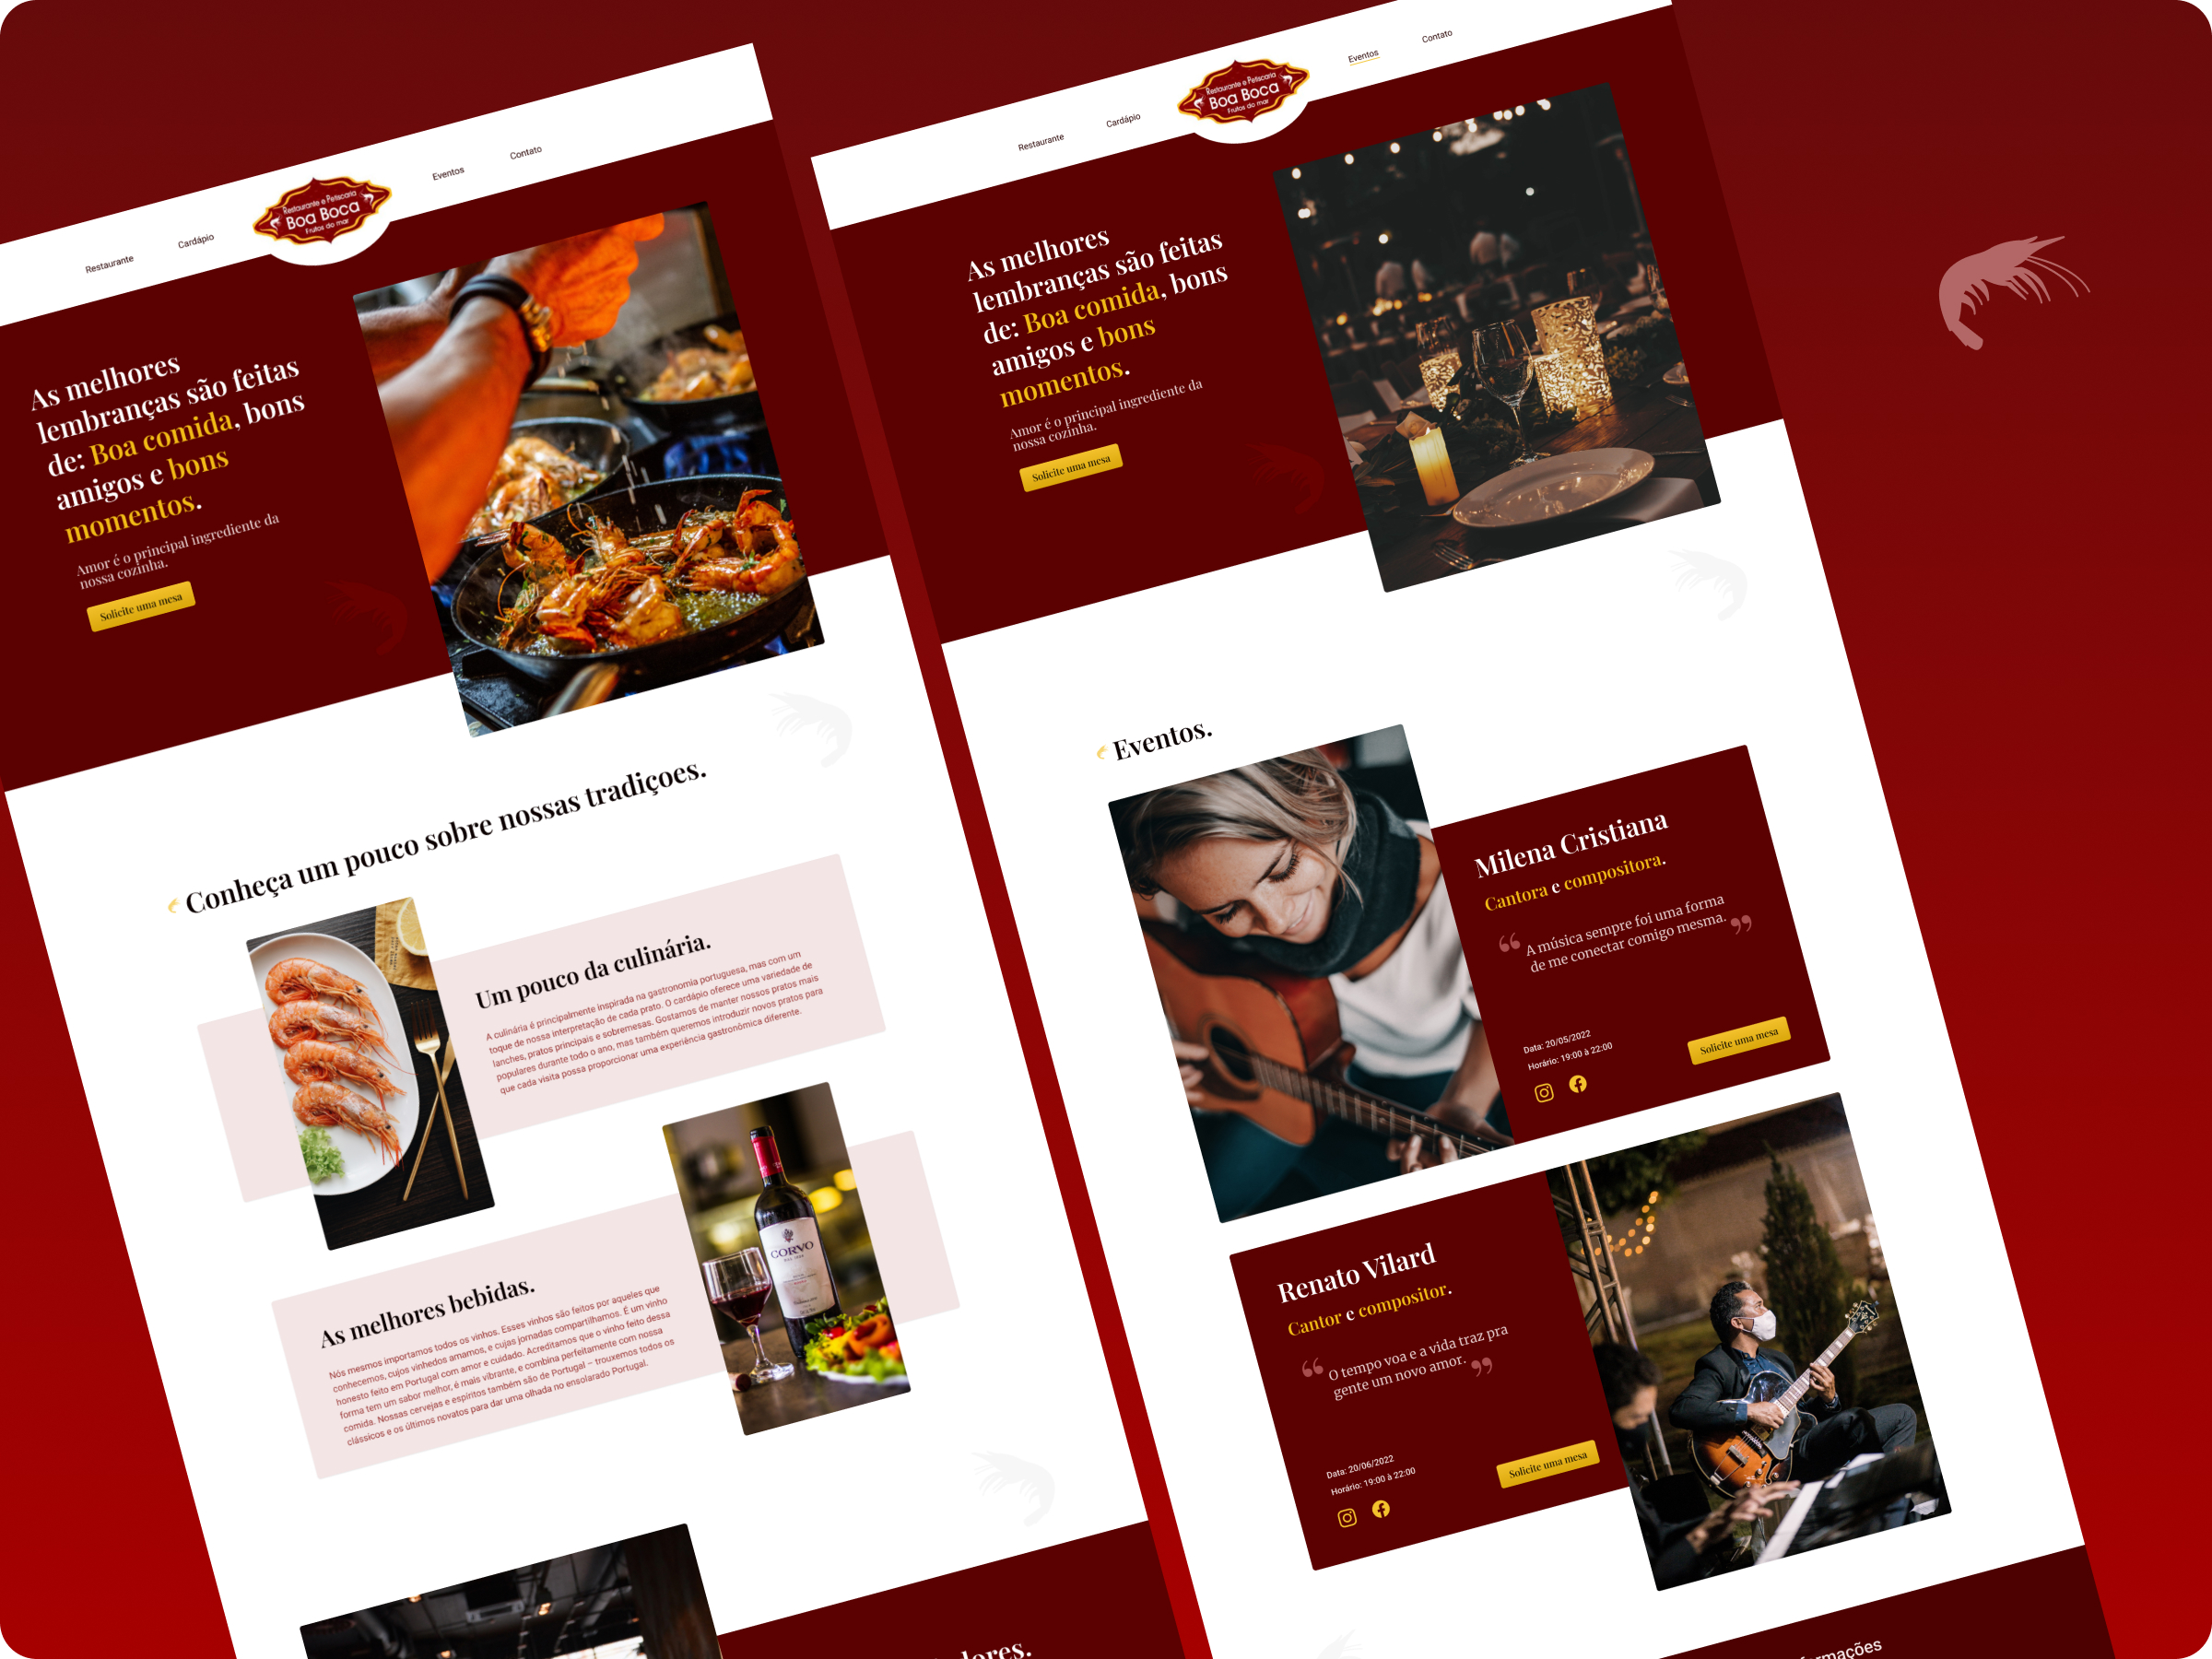 Restaurante
Cardápio
Restaurante e Petiscaria
Boa Boca
Frutos do mar
Eventos
Contato
As melhores
lembranças são feitas
de: Boa comida, bons
amigos e bons
momentos.
Amor é o principal ingrediente da
nossa cozinha.
Solicite uma mesa
Conheça um pouco sobre nossas tradiçoes.
Um pouco da culinária.
A culinária é principalmente inspirada na gastronomia portuguesa, mas com um
toque de nossa interpretação de cada prato. O cardápio oferece uma variedade de
lanches, pratos principais e sobremesas. Gostamos de manter nossos pratos mais
populares durante todo o ano, mas também queremos introduzir novos pratos para
que cada visita possa proporcionar uma experiência gastronômica diferente.
As melhores bebidas.
Nós mesmos importamos todos os vinhos. Esses vinhos são feitos por aqueles que
conhecemos, cujos vinhedos amamos, e cujas jornadas compartilhamos. É um vinho
honesto feito em Portugal com amor e cuidado. Acreditamos que o vinho feito dessa
forma tem um sabor melhor, é mais vibrante, e combina perfeitamente com nossa
comida. Nossas cervejas e espíritos também são de Portugal – trouxemos todos os
clássicos e os últimos novatos para dar uma olhada no ensolarado Portugal.
CORVO
Restaurante
Cardápio
Restaurante e Petiscaria
Boa Boca
Frutos do mar
Eventos
Contato
As melhores
lembranças são feitas
de: Boa comida, bons
amigos e bons
momentos.
Amor é o principal ingrediente da
nossa cozinha.
Solicite uma mesa
Eventos.
Milena Cristiana
Cantora e compositora.
“ A música sempre foi uma forma
de me conectar comigo mesma. ”
Data: 20/05/2022
Horário: 19:00 à 22:00
Solicite uma mesa
Renato Vilard
Cantor e compositor.
“ O tempo voa e a vida traz pra
gente um novo amor. ”
Data: 20/06/2022
Horário: 19:00 à 22:00
Solicite uma mesa